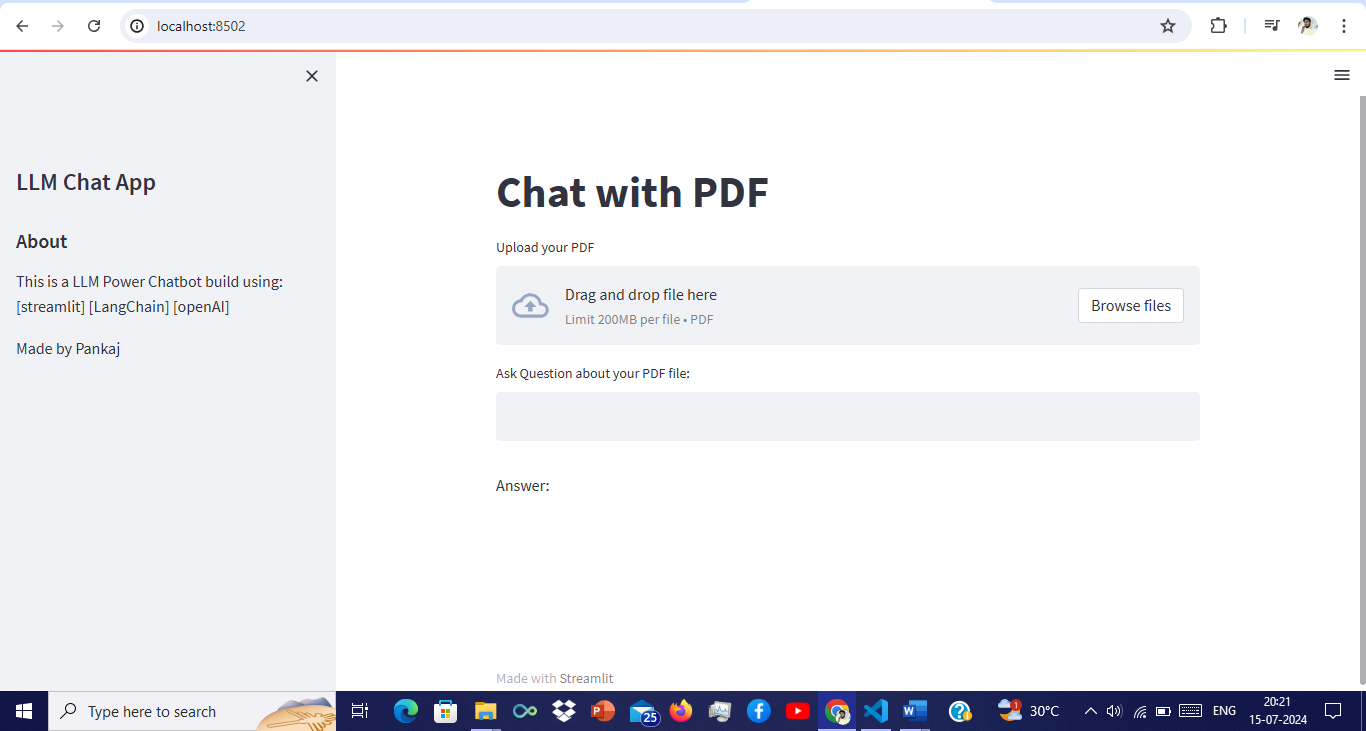 localhost:8502
LLM Chat App
About
This is a LLM Power Chatbot build using:
[streamlit] [LangChain] [openAI]
Made by Pankaj
Chat with PDF
Upload your PDF
Drag and drop file here
Limit 200MB per file • PDF
Browse files
Ask Question about your PDF file:
Answer:
Made with Streamlit
Type here to search
25
1
30°C
ENG
20:21
15-07-2024